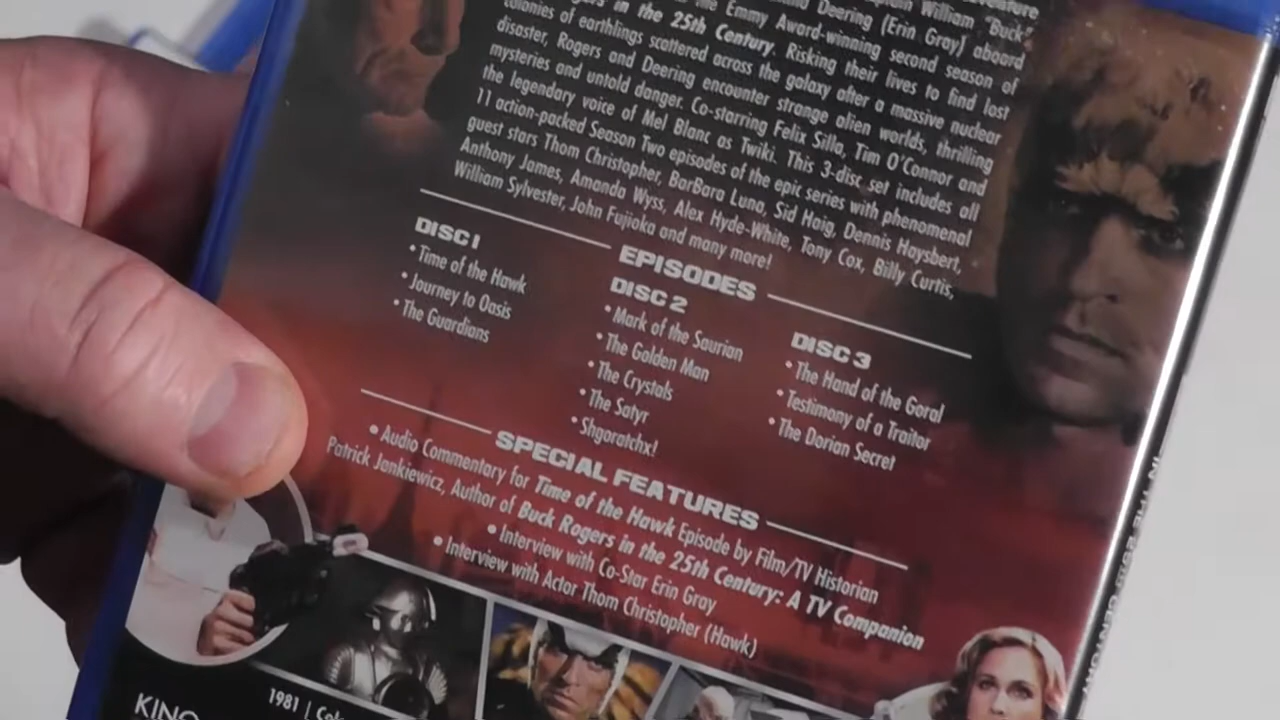 adventure
William "Buck"
Deering (Erin Gray) aboard
the Emmy Award-winning second season of
in the 25th Century. Risking their lives to find lost
colonies of earthlings scattered across the galaxy after a massive nuclear
disaster, Rogers and Deering encounter strange alien worlds, thrilling
mysteries and untold danger. Co-starring Felix Silla, Tim O'Connor and
the legendary voice of Mel Blanc as Twiki. This 3-disc set includes all
11 action-packed Season Two episodes of the epic series with phenomenal
guest stars Thom Christopher, BarBara Luna, Sid Haig, Dennis Haysbert,
Anthony James, Amanda Wyss, Alex Hyde-White, Tony Cox, Billy Curtis,
William Sylvester, John Fujioka and many more!
EPISODES
DISC 1
• Time of the Hawk
• Journey to Oasis
• The Guardians
DISC 2
• Mark of the Saurian
• The Golden Man
• The Crystals
• The Satyr
• Shgoratchx!
DISC 3
• The Hand of the Goral
• Testimony of a Traitor
• The Dorian Secret
SPECIAL FEATURES
• Audio Commentary for Time of the Hawk Episode by Film/TV Historian
Patrick Jankiewicz, Author of Buck Rogers in the 25th Century: A TV Companion
• Interview with Co-Star Erin Gray
• Interview with Actor Thom Christopher (Hawk)
KINO
1981
IN THE 25TH CENTURY